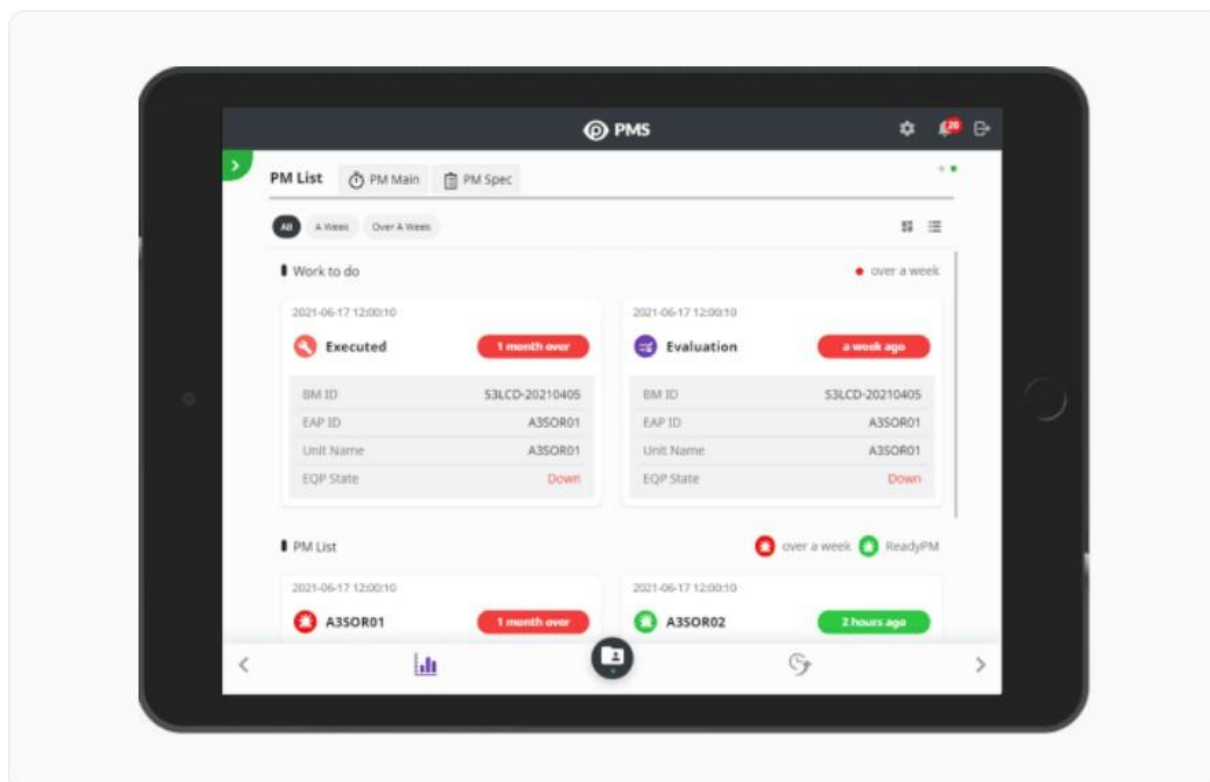 PMS
20
PM List PM Main PM Spec
All A Week Over A Week
Work to do over a week
2021-06-17 12:00:10 2021-06-17 12:00:10
Executed 1 month over Evaluation a week ago
BM ID S3LCD-20210405 BM ID S3LCD-20210405
EAP ID A3SOR01 EAP ID A3SOR01
Unit Name A3SOR01 Unit Name A3SOR01
EQP State Down EQP State Down
PM List over a week ReadyPM
2021-06-17 12:00:10 2021-06-17 12:00:10
A3SOR01 1 month over A3SOR02 2 hours ago